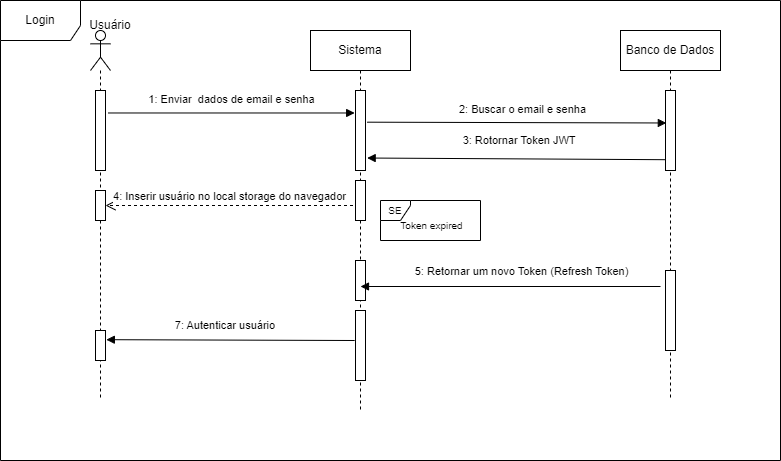 Login
Usuário
Sistema
Banco de Dados
1: Enviar  dados de email e senha
2: Buscar o email e senha
3: Rotornar Token JWT
4: Inserir usuário no local storage do navegador
SE
Token expired
5: Retornar um novo Token (Refresh Token)
7: Autenticar usuário